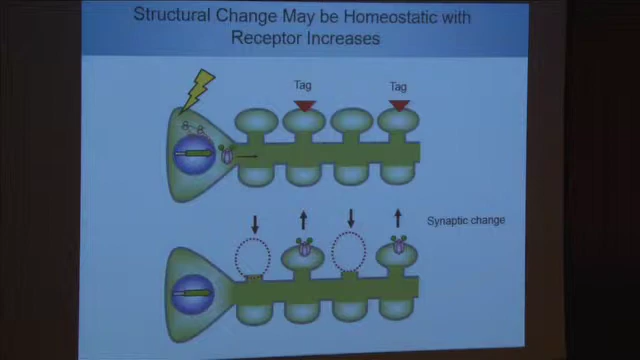 Structural Change May be Homeostatic with
Receptor Increases
Tag
Tag
Synaptic change